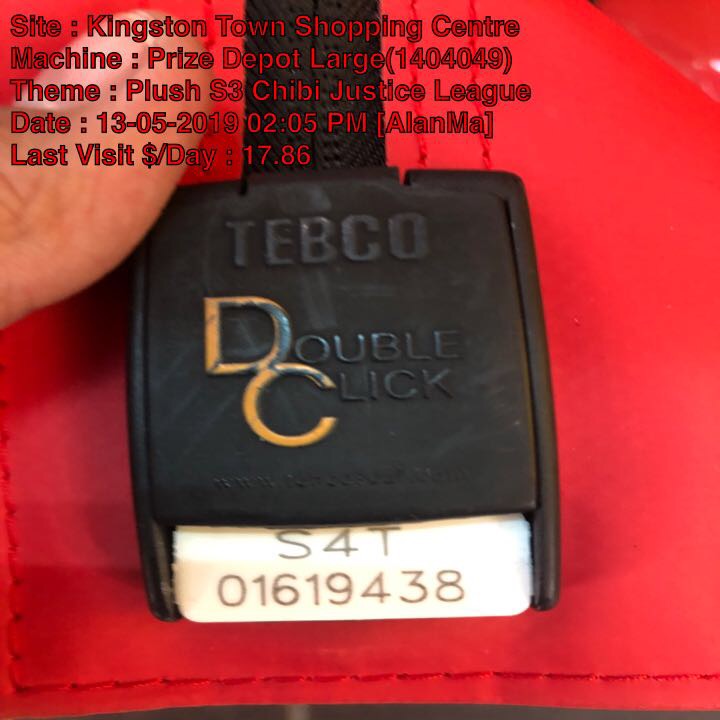 Site : Kingston Town Shopping Centre
Machine : Prize Depot Large(1404049)
Theme : Plush S3 Chibi Justice League
Date : 13-05-2019 02:05 PM [AlanMa]
Last Visit $/Day : 17.86
TEBCO
DOUBLE
CLICK
S4T
01619438